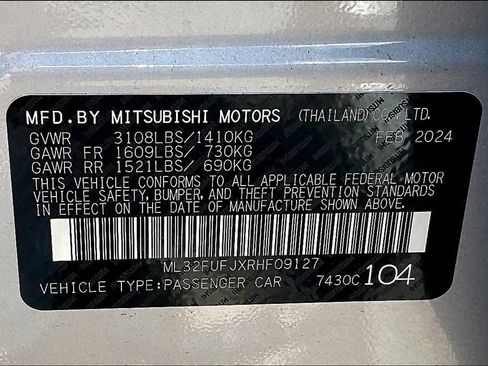 MFD.BY MITSUBISHI MOTORS (THAILAND) CO., LTD.
GVWR 3108LBS/1410KG FEB 2024
GAWR FR 1609LBS/ 730KG
GAWR RR 1521LBS/ 690KG
THIS VEHICLE CONFORMS TO ALL APPLICABLE FEDERAL MOTOR
VEHICLE SAFETY, BUMPER, AND THEFT PREVENTION STANDARDS
IN EFFECT ON THE DATE OF MANUFACTURE SHOWN ABOVE.
ML32FUFJXRHF09127
VEHICLE TYPE:PASSENGER CAR 7430C 104